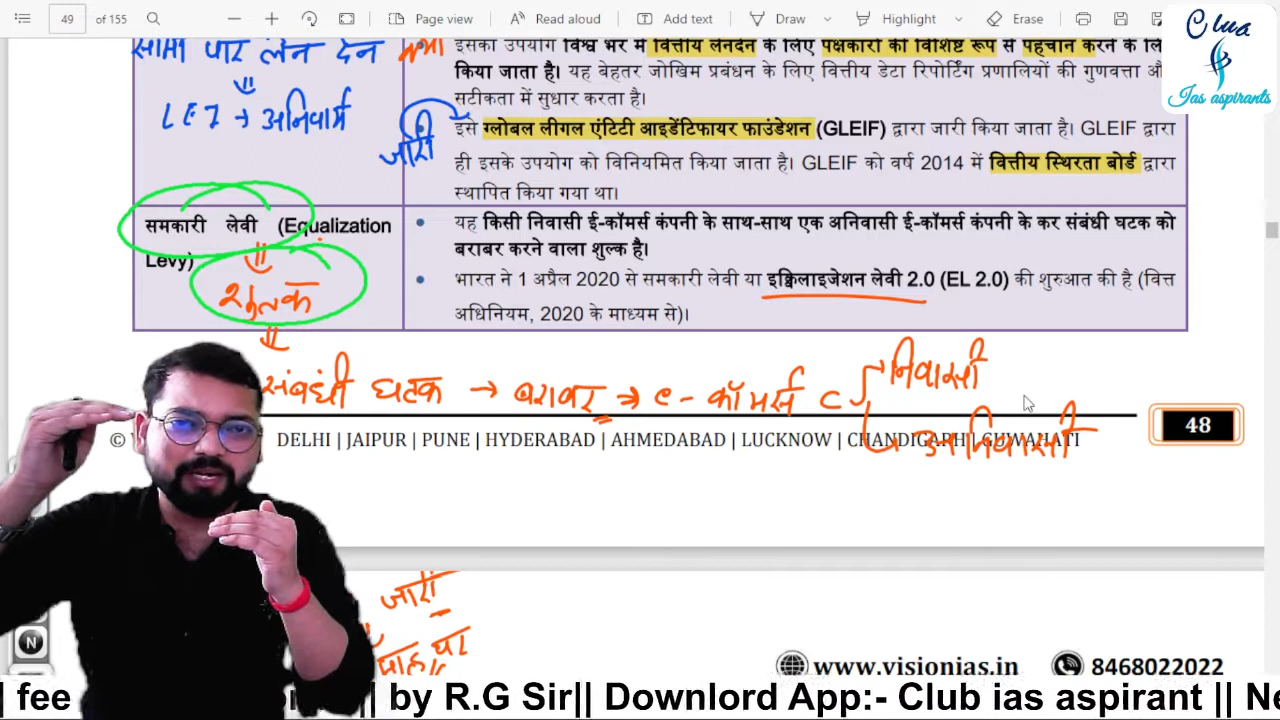 49 of 155
Page view
Read aloud
Add text
Draw
Highlight
Erase
Club
Ias aspirants
सीमा पार लेन देन
LEI → अनिवार्य
जारी
इसका उपयोग विश्व भर में वित्तीय लेनदेन के लिए पक्षकारों की विशिष्ट रूप से पहचान करने के
किया जाता है। यह बेहतर जोखिम प्रबंधन के लिए वित्तीय डेटा रिपोर्टिंग प्रणालियों की गुणवत्ता
सटीकता में सुधार करता है।
इसे ग्लोबल लीगल एंटिटी आइडेंटिफायर फाउंडेशन (GLEIF) द्वारा जारी किया जाता है। GLEIF द्वारा
ही इसके उपयोग को विनियमित किया जाता है। GLEIF को वर्ष 2014 में वित्तीय स्थिरता बोर्ड द्वारा
स्थापित किया गया था।
समकारी लेवी (Equalization
Levy)
शुल्क
• यह किसी निवासी ई-कॉमर्स कंपनी के साथ-साथ एक अनिवासी ई-कॉमर्स कंपनी के कर संबंधी घटक को
बराबर करने वाला शुल्क है।
• भारत ने 1 अप्रैल 2020 से समकारी लेवी या इक्विलाइजेशन लेवी 2.0 (EL 2.0) की शुरुआत की है (वित्त
अधिनियम, 2020 के माध्यम से)।
संबंधी घटक → बराबर → e-कॉमर्स C
निवासी
अनिवासी
©
DELHI | JAIPUR | PUNE | HYDERABAD | AHMEDABAD | LUCKNOW | CHANDIGARH | GUWAHATI
48
जारी
www.visionias.in
8468022022
N
| fee
|| by R.G Sir|| Downlord App:- Club ias aspirant || Ne